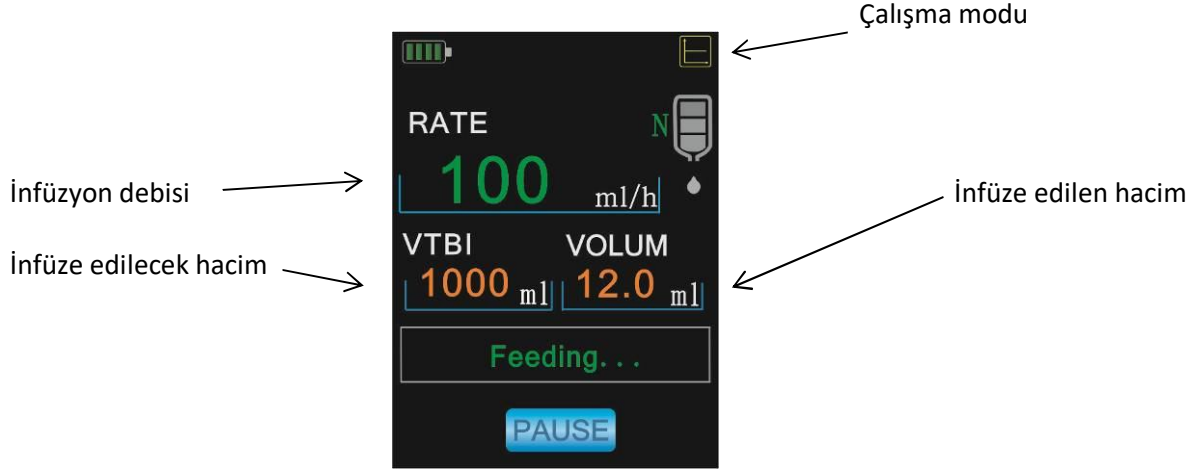 Çalışma modu
RATE
N
100 ml/h
İnfüzyon debisi
İnfüze edilen hacim
VTBI
VOLUM
İnfüze edilecek hacim
1000 ml
12.0 ml
Feeding...
PAUSE